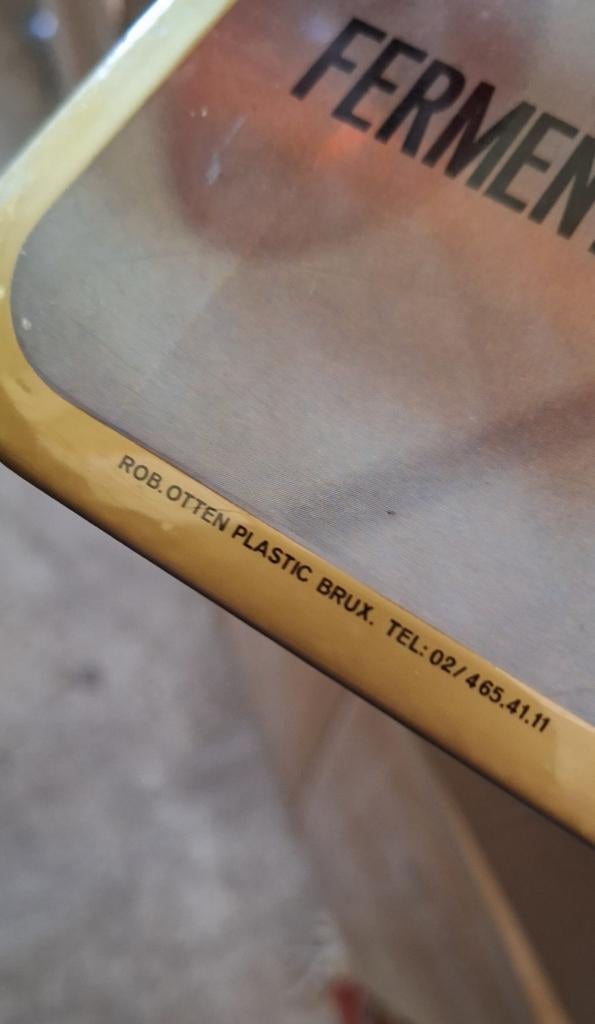 FERMEN
ROB.OTTEN PLASTIC BRUX. TEL: 02/465.41.11